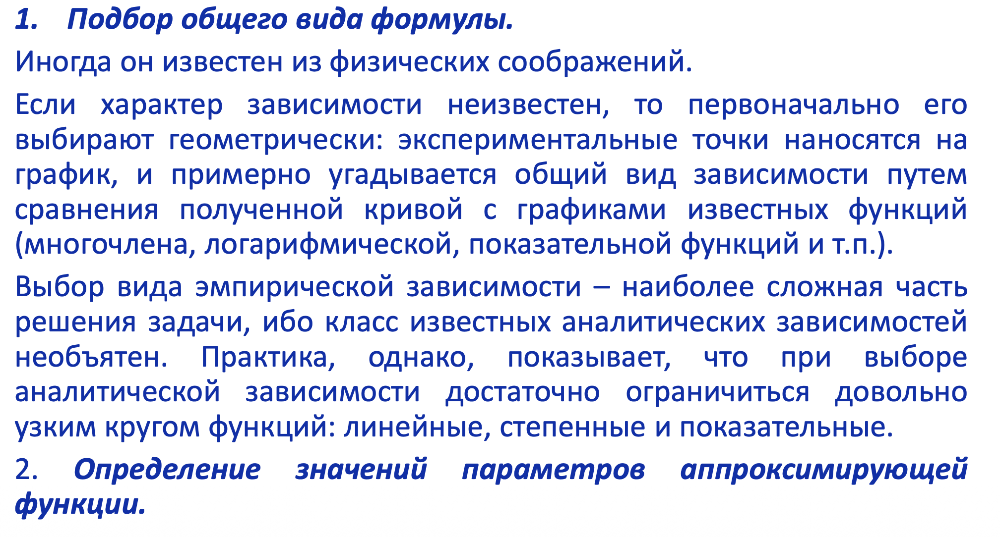 1. Подбор общего вида формулы.
Иногда он известен из физических соображений.
Если характер зависимости неизвестен, то первоначально его
выбирают геометрически: экспериментальные точки наносятся на
график, и примерно угадывается общий вид зависимости путем
сравнения полученной кривой с графиками известных функций
(многочлена, логарифмической, показательной функций и т.п.).
Выбор вида эмпирической зависимости – наиболее сложная часть
решения задачи, ибо класс известных аналитических зависимостей
необъятен. Практика, однако, показывает, что при выборе
аналитической зависимости достаточно ограничиться довольно
узким кругом функций: линейные, степенные и показательные.
2. Определение значений параметров аппроксимирующей
функции.